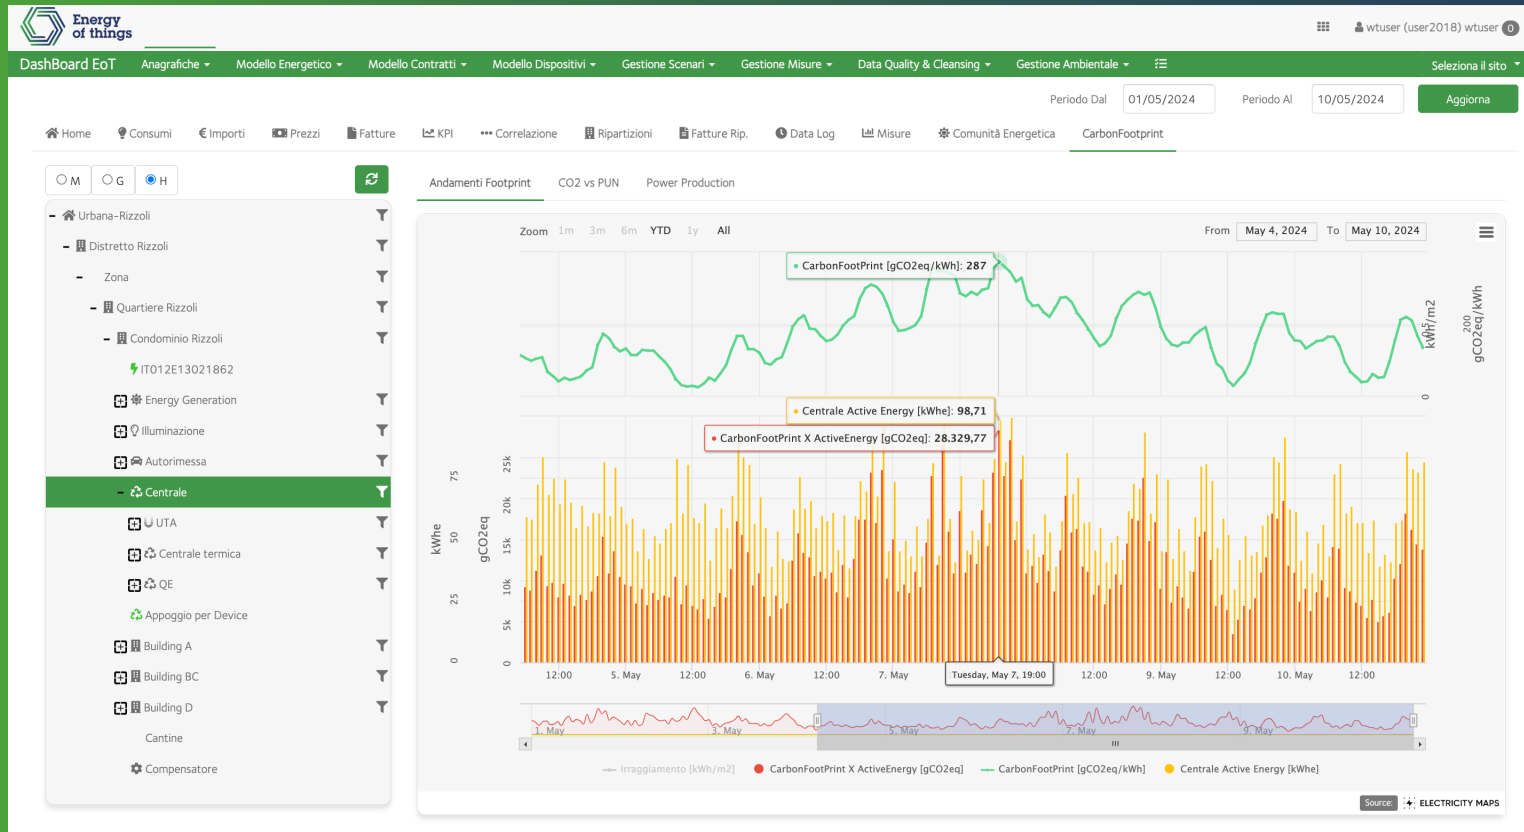 Energy
of things
wtuser (user2018) wtuser 0
DashBoard EoT Anagrafiche Modello Energetico Modello Contratti Modello Dispositivi Gestione Scenari Gestione Misure Data Quality & Cleansing Gestione Ambientale Seleziona il sito
Periodo Dal 01/05/2024 Periodo Al 10/05/2024 Aggiorna
Home Consumi Importi Prezzi Fatture KPI Correlazione Ripartizioni Fatture Rip. Data Log Misure Comunità Energetica CarbonFootprint
M G H
Andamenti Footprint CO2 vs PUN Power Production
Urbana-Rizzoli
Distretto Rizzoli
Zona
Quartiere Rizzoli
Condominio Rizzoli
IT012E13021862
Energy Generation
Illuminazione
Autorimessa
Centrale
UTA
Centrale termica
QE
Appoggio per Device
Building A
Building BC
Building D
Cantine
Compensatore
Zoom 1m 3m 6m YTD 1y All
From May 4, 2024 To May 10, 2024
CarbonFootPrint [gCO2eq/kWh]: 287
0.5
kWh/m2
200
gCO2eq/kWh
0
Centrale Active Energy [kWhe]: 98,71
CarbonFootPrint X ActiveEnergy [gCO2eq]: 28.329,77
kWhe
75
50
25
0
gCO2eq
25k
20k
15k
10k
5k
0
12:00 5. May 12:00 6. May 12:00 7. May Tuesday, May 7, 19:00 12:00 9. May 12:00 10. May 12:00
1. May 3. May 5. May 7. May 9. May
Irraggiamento [kWh/m2] CarbonFootPrint X ActiveEnergy [gCO2eq] CarbonFootPrint [gCO2eq/kWh] Centrale Active Energy [kWhe]
Source: ELECTRICITY MAPS